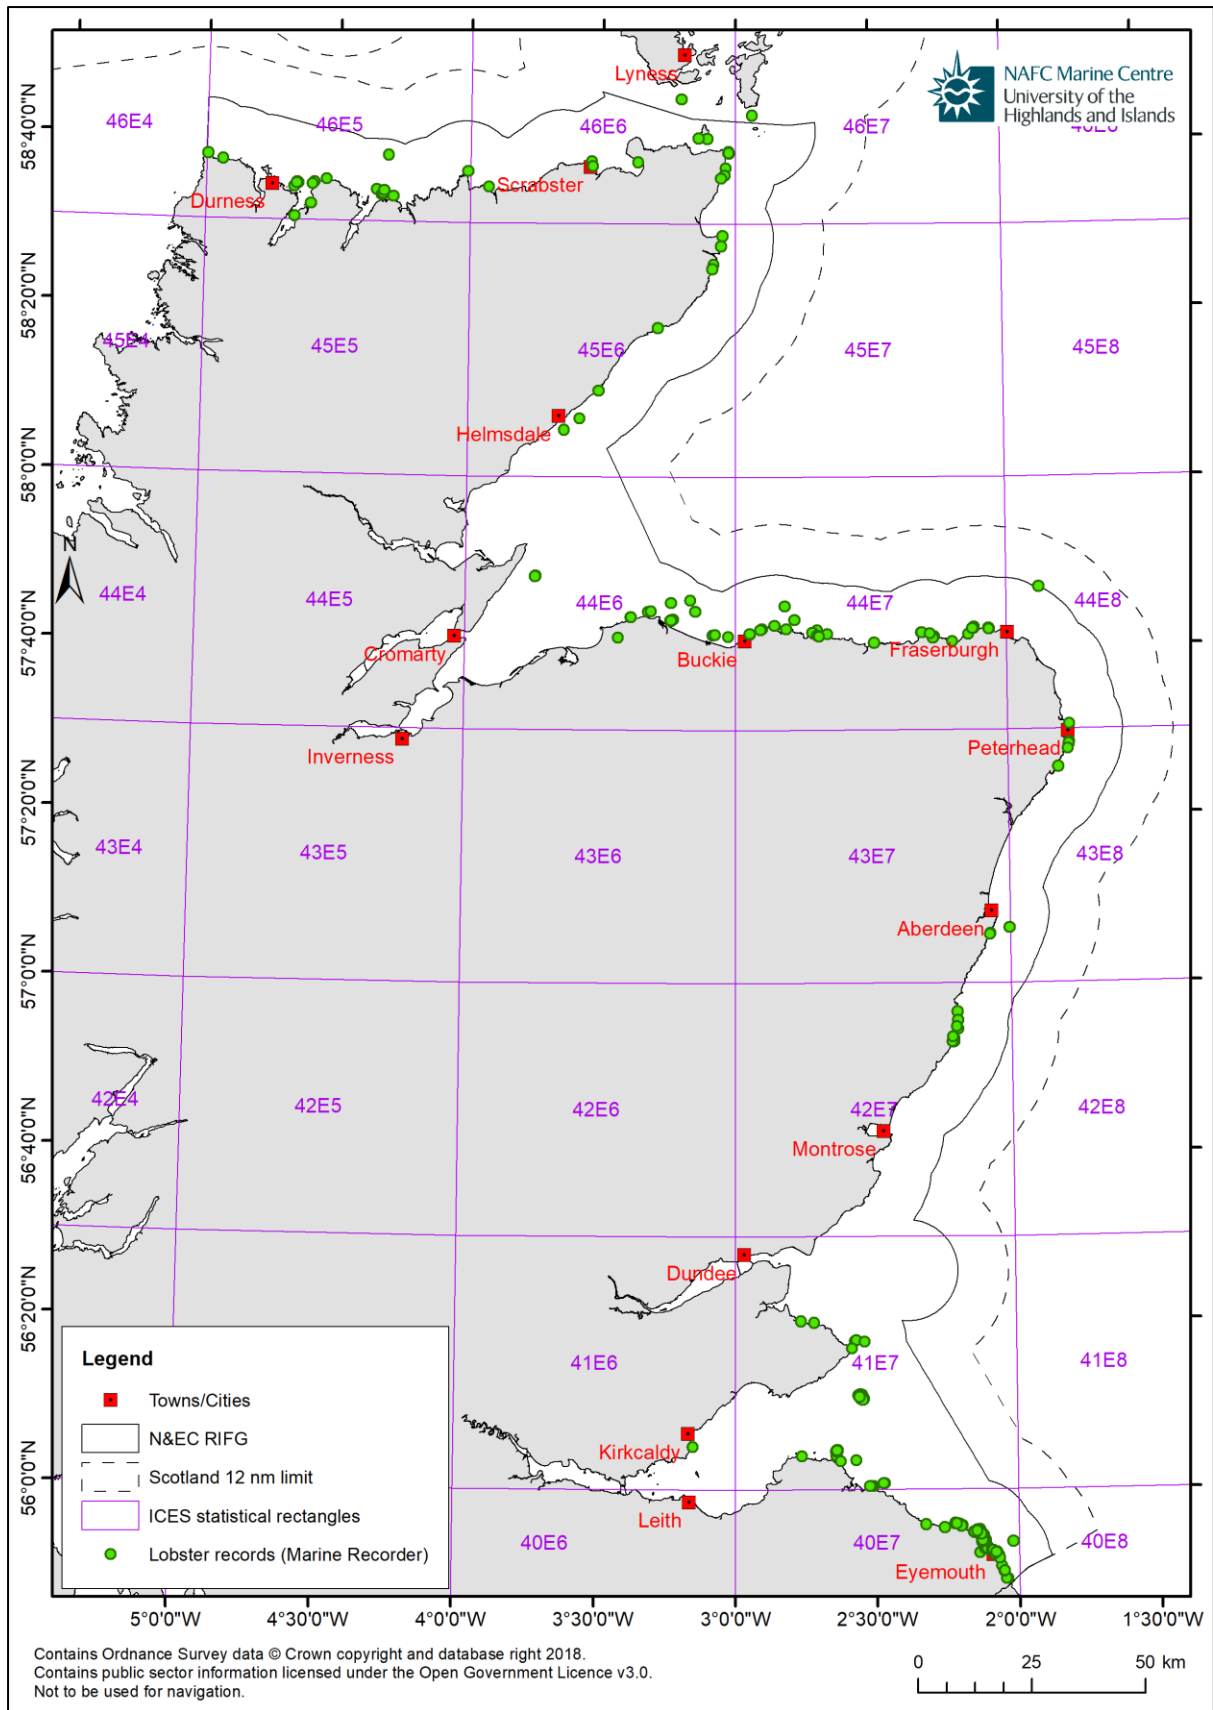 Lyness
NAFC Marine Centre
University of the
Highlands and Islands
46E4
46E5
46E6
46E7
46E8
58°40'0"N
Scrabster
Durness
58°20'0"N
45E4
45E5
45E6
45E7
45E8
Helmsdale
58°0'0"N
N
44E4
44E5
44E6
44E7
44E8
57°40'0"N
Cromarty
Buckie
Fraserburgh
Inverness
Peterhead
57°20'0"N
43E4
43E5
43E6
43E7
43E8
Aberdeen
57°0'0"N
42E4
42E5
42E6
42E7
42E8
56°40'0"N
Montrose
Dundee
56°20'0"N
41E6
41E7
41E8
Legend
Towns/Cities
N&EC RIFG
Scotland 12 nm limit
ICES statistical rectangles
Lobster records (Marine Recorder)
Kirkcaldy
56°0'0"N
Leith
40E6
40E7
40E8
Eyemouth
5°0'0"W
4°30'0"W
4°0'0"W
3°30'0"W
3°0'0"W
2°30'0"W
2°0'0"W
1°30'0"W
Contains Ordnance Survey data © Crown copyright and database right 2018.
Contains public sector information licensed under the Open Government Licence v3.0.
Not to be used for navigation.
0 25 50 km